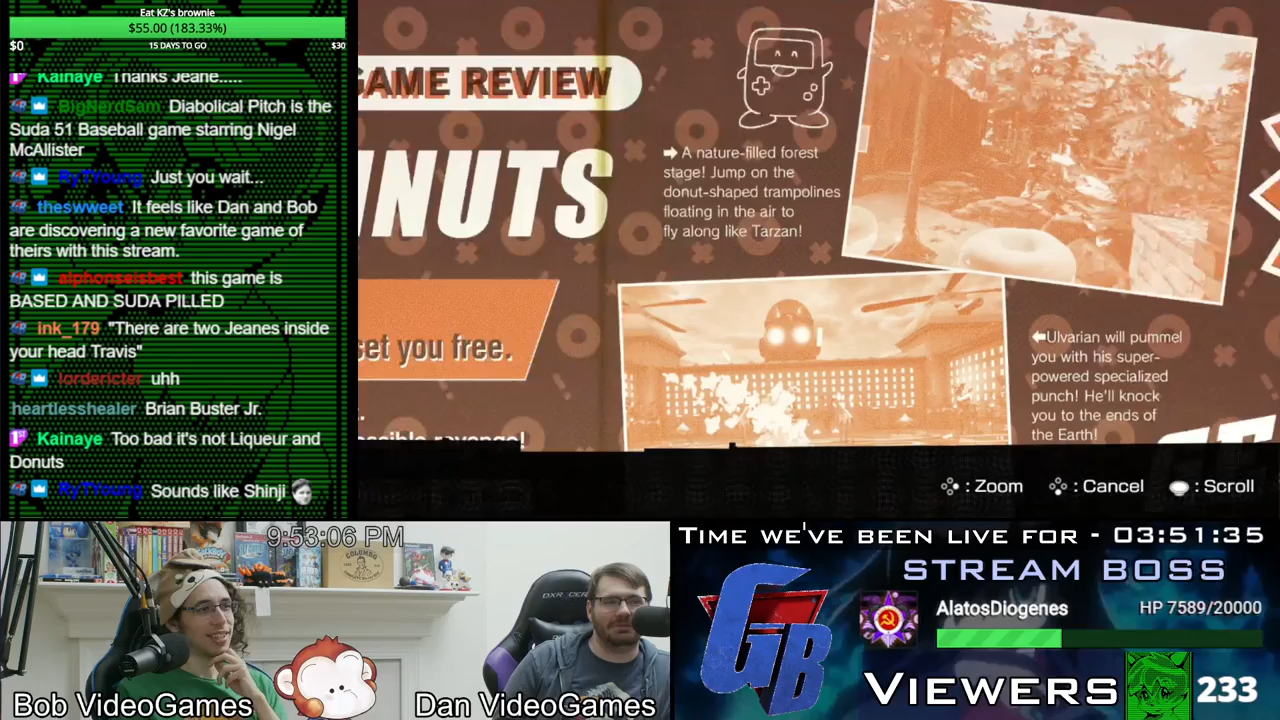 Eat KZ's brownie
$55.00 (183.33%)
$0
15 DAYS TO GO
$30
Kainaye Thanks Jeane.....
BigNerdSam Diabolical Pitch is the
Suda 51 Baseball game starring Nigel
McAllister
RyTYoung Just you wait...
theswweet It feels like Dan and Bob
are discovering a new favorite game of
theirs with this stream.
alphonseisbest this game is
BASED AND SUDA PILLED
ink_179 "There are two Jeanes inside
your head Travis"
lordericter uhh
heartlesshealer Brian Buster Jr.
Kainaye Too bad it's not Liqueur and
Donuts
RyTYoung Sounds like Shinji
GAME REVIEW
NUTS
set you free.
➡ A nature-filled forest
stage! Jump on the
donut-shaped trampolines
floating in the air to
fly along like Tarzan!
⬅Ulvarian will pummel
you with his super-
powered specialized
punch! He'll knock
you to the ends of
the Earth!
: Zoom
: Cancel
: Scroll
9:53:06 PM
COLUMBO
DXR
Bob VideoGames
Dan VideoGames
Time we've been live for - 03:51:35
Stream Boss
AlatosDiogenes
HP 7589/20000
GB
Viewers
233